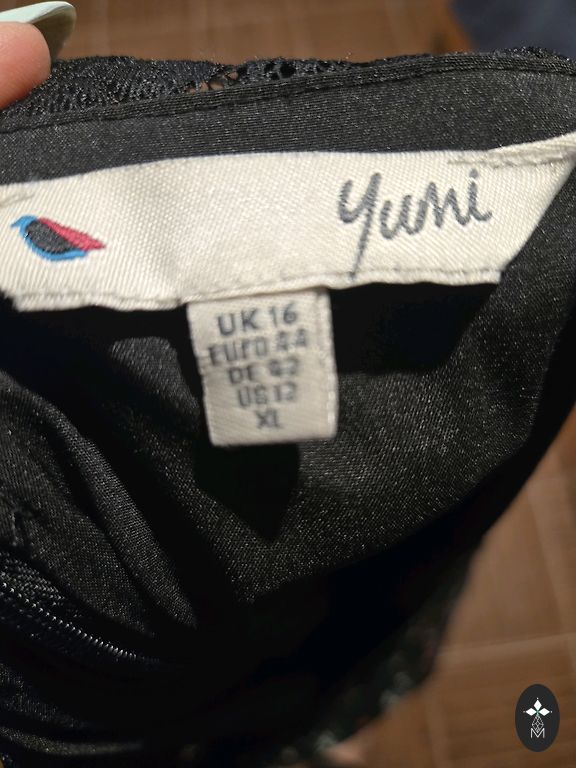 yumi
UK 16
EURO 44
DE 42
US 12
XL
M